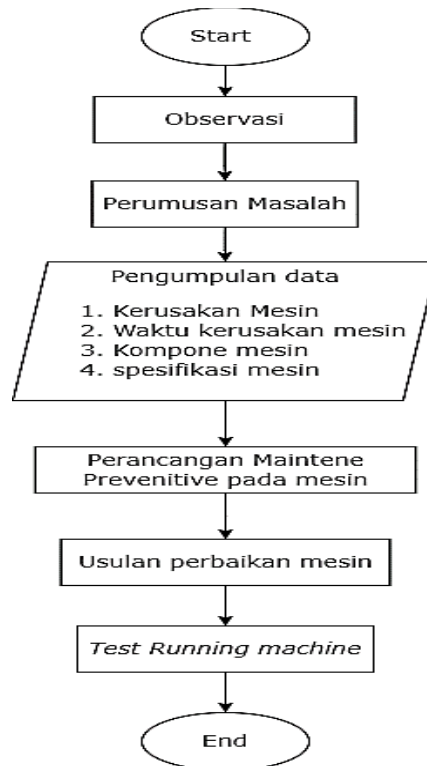 Start
Observasi
Perumusan Masalah
Pengumpulan data
1. Kerusakan Mesin
2. Waktu kerusakan mesin
3. Kompone mesin
4. spesifikasi mesin
Perancangan Maintene
Prevenitive pada mesin
Usulan perbaikan mesin
Test Running machine
End